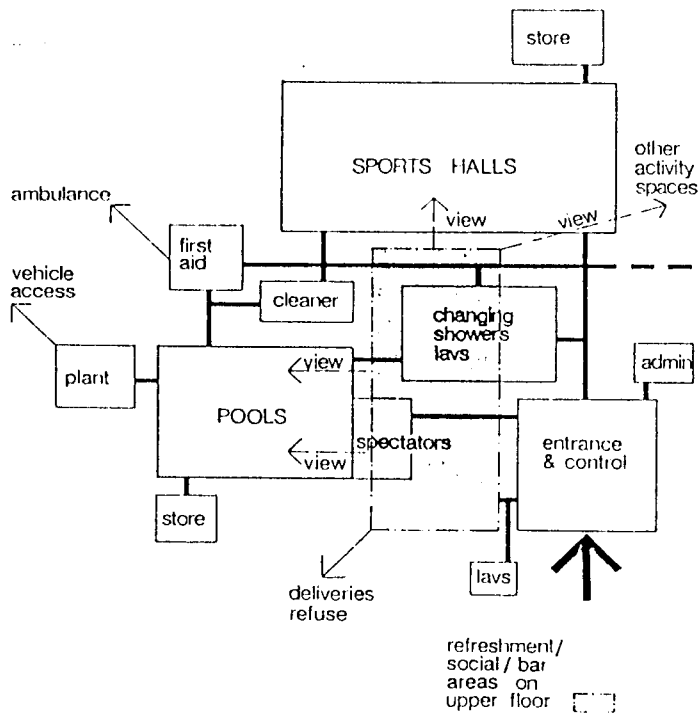 store
SPORTS HALLS
other
activity
spaces
ambulance
view
view
first
aid
vehicle
access
cleaner
changing
showers
lavs
plant
view
admin
POOLS
spectators
entrance
& control
view
store
lavs
deliveries
refuse
refreshment/
social/bar
areas on
upper floor